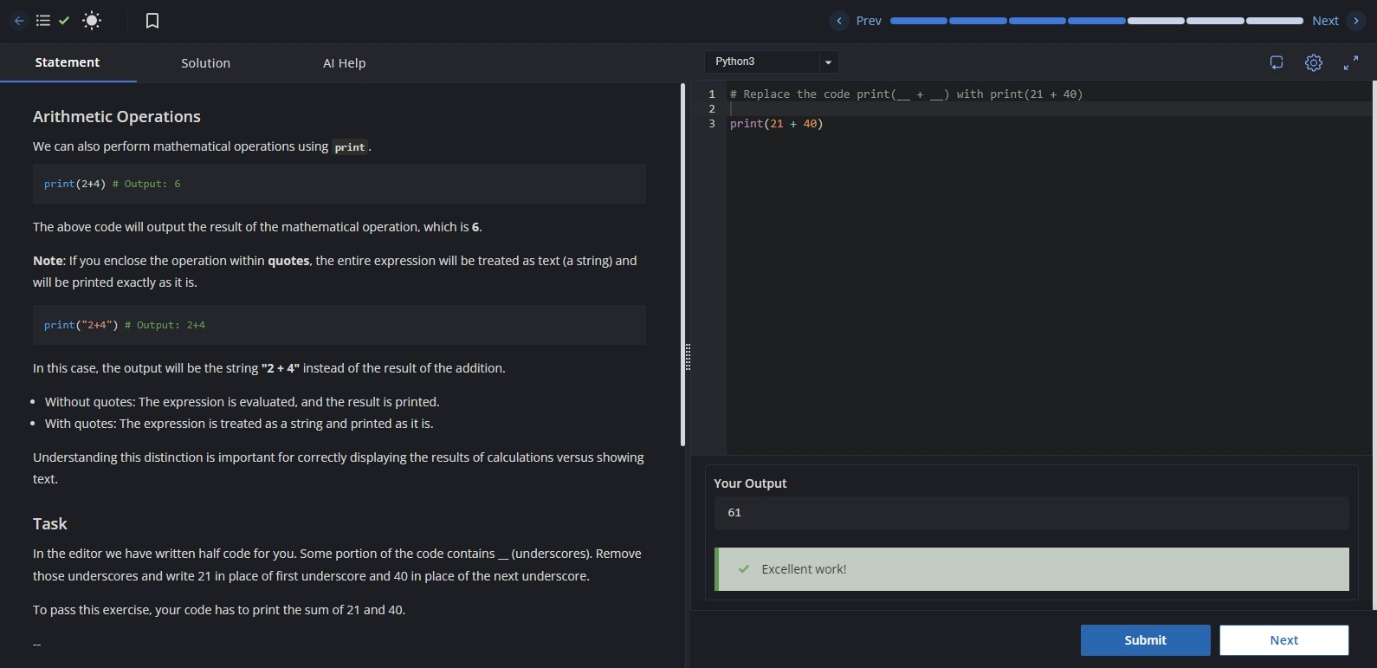 Prev
Next
Statement
Solution
AI Help
Arithmetic Operations
We can also perform mathematical operations using print.
print(2+4) # Output: 6
The above code will output the result of the mathematical operation, which is 6.
Note: If you enclose the operation within quotes, the entire expression will be treated as text (a string) and
will be printed exactly as it is.
print("2+4") # Output: 2+4
In this case, the output will be the string "2 + 4" instead of the result of the addition.
• Without quotes: The expression is evaluated, and the result is printed.
• With quotes: The expression is treated as a string and printed as it is.
Understanding this distinction is important for correctly displaying the results of calculations versus showing
text.
Task
In the editor we have written half code for you. Some portion of the code contains __ (underscores). Remove
those underscores and write 21 in place of first underscore and 40 in place of the next underscore.
To pass this exercise, your code has to print the sum of 21 and 40.
--
Python3
1 # Replace the code print(__ + __) with print(21 + 40)
2
3 print(21 + 40)
Your Output
61
Excellent work!
Submit
Next